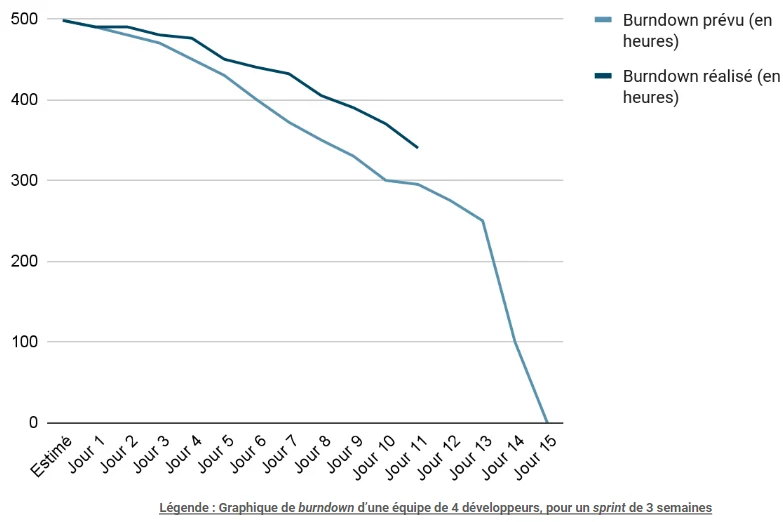 500
400
300
200
100
0
Estimé
Jour 1
Jour 2
Jour 3
Jour 4
Jour 5
Jour 6
Jour 7
Jour 8
Jour 9
Jour 10
Jour 11
Jour 12
Jour 13
Jour 14
Jour 15
Burndown prévu (en
heures)
Burndown réalisé (en
heures)
Légende : Graphique de burndown d'une équipe de 4 développeurs, pour un sprint de 3 semaines